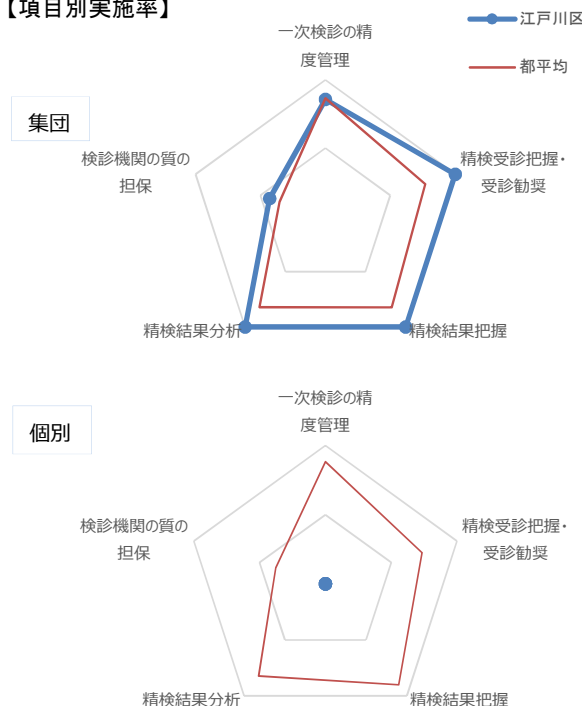 【項目別実施率】
江戸川区
都平均
集団
一次検診の精
度管理
精検受診把握・
受診勧奨
精検結果把握
精検結果分析
検診機関の質の
担保
個別
一次検診の精
度管理
精検受診把握・
受診勧奨
精検結果把握
精検結果分析
検診機関の質の
担保